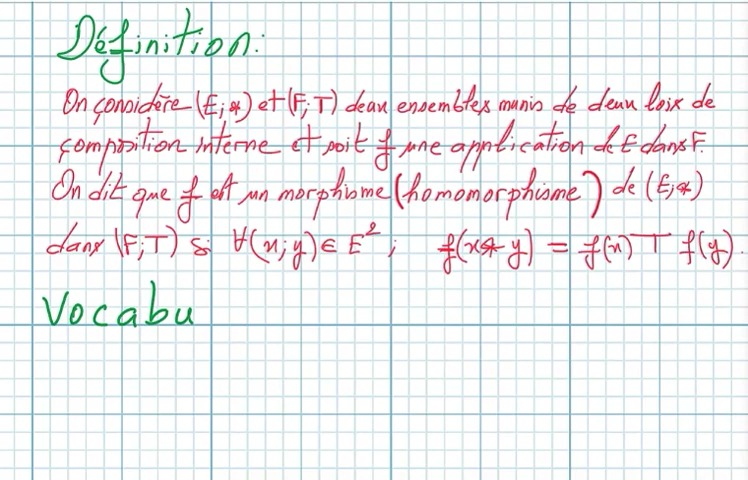 Définition:
On considère (E;*) et (F;T) deux ensembles munis de deux lois de
composition interne et soit f une application de E dans F.
On dit que f est un morphisme (homomorphisme) de (E;*)
dans (F;T) si ∀(x;y)∈E²; f(x*y) = f(x)Tf(y).
Vocabu